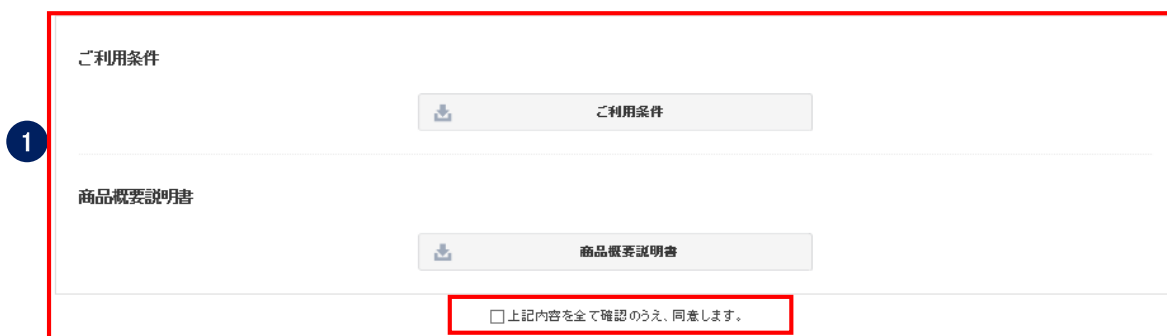 ご利用条件
ご利用条件
1
商品概要説明書
商品概要説明書
上記内容を全て確認のうえ、同意します。